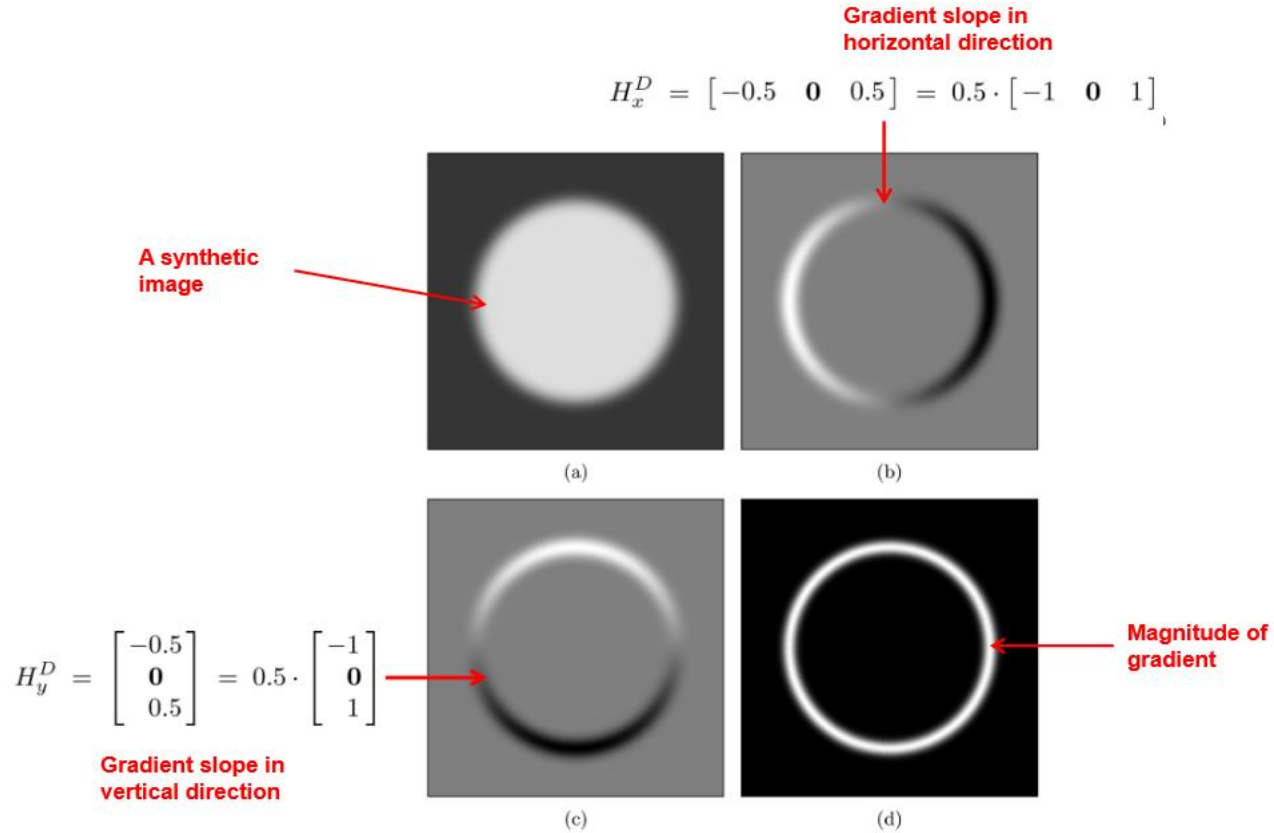 Gradient slope in
horizontal direction
H_x^D = [ −0.5 0 0.5 ] = 0.5 · [ −1 0 1 ]
A synthetic
image
(a)
(b)
H_y^D = [ −0.5 0 0.5 ] = 0.5 · [ −1 0 1 ]
Gradient slope in
vertical direction
Magnitude of
gradient
(c)
(d)